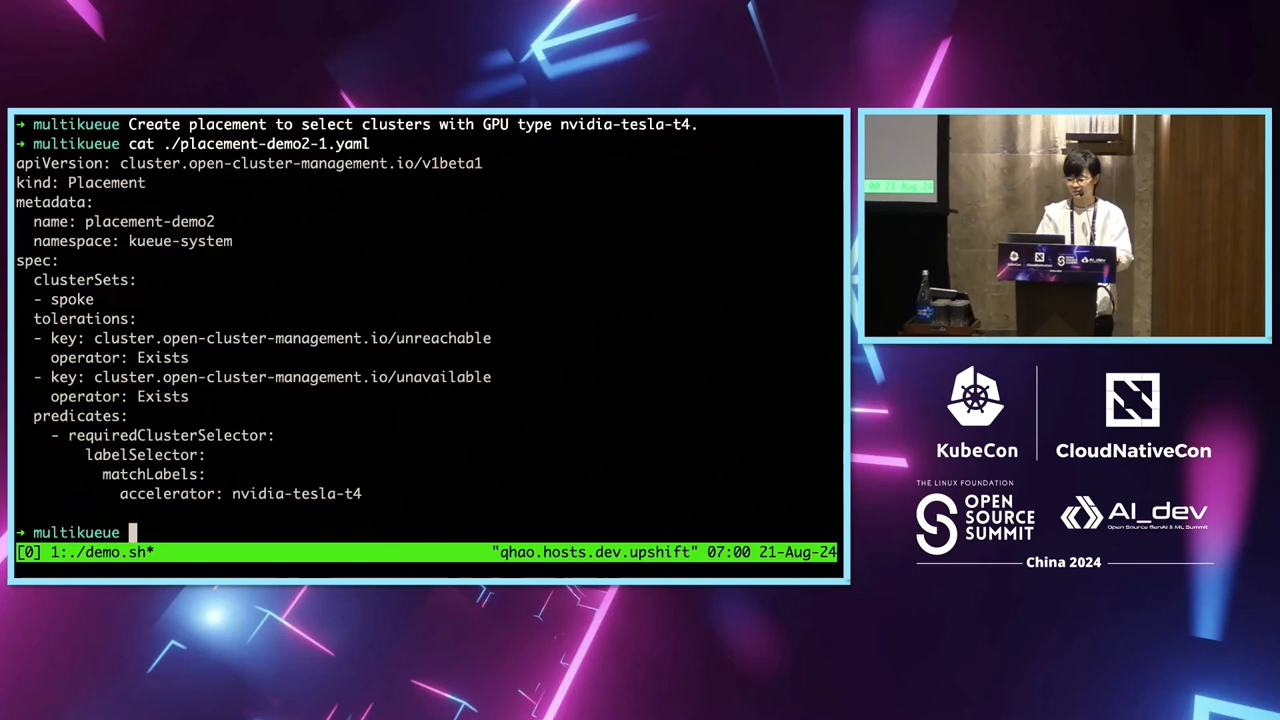 → multikueue Create placement to select clusters with GPU type nvidia-tesla-t4.
→ multikueue cat ./placement-demo2-1.yaml
apiVersion: cluster.open-cluster-management.io/v1beta1
kind: Placement
metadata:
  name: placement-demo2
  namespace: kueue-system
spec:
  clusterSets:
  - spoke
  tolerations:
  - key: cluster.open-cluster-management.io/unreachable
    operator: Exists
  - key: cluster.open-cluster-management.io/unavailable
    operator: Exists
  predicates:
    - requiredClusterSelector:
        labelSelector:
          matchLabels:
            accelerator: nvidia-tesla-t4
→ multikueue
[0] 1:./demo.sh* "qhao.hosts.dev.upshift" 07:00 21-Aug-24
00 21-Aug-24
KubeCon
CloudNativeCon
THE LINUX FOUNDATION
OPEN
SOURCE
SUMMIT
AI_dev
Open Source GenAI & ML Summit
China 2024